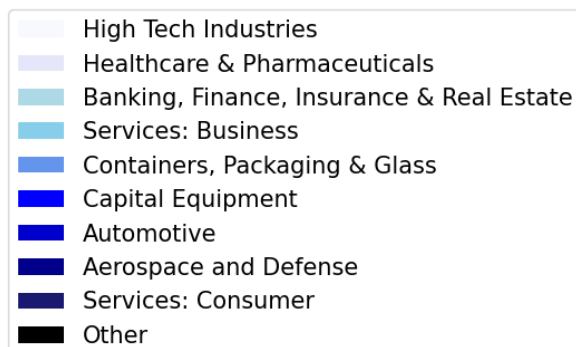 High Tech Industries
Healthcare & Pharmaceuticals
Banking, Finance, Insurance & Real Estate
Services: Business
Containers, Packaging & Glass
Capital Equipment
Automotive
Aerospace and Defense
Services: Consumer
Other